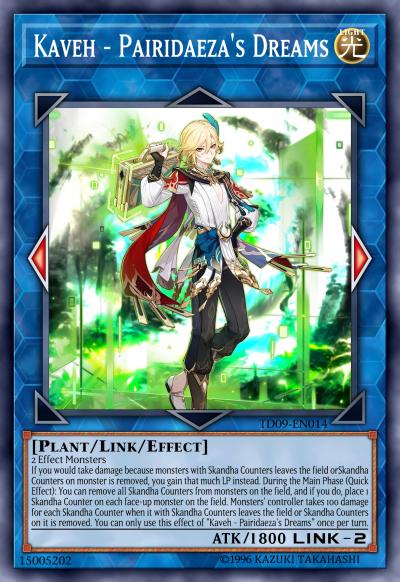 Kaveh - Pairidaeza's Dreams
LIGHT
光
TD09-EN014
[Plant/Link/Effect]
2 Effect Monsters
If you would take damage because monsters with Skandha Counters leaves the field orSkandha
Counters on monster is removed, you gain that much LP instead. During the Main Phase (Quick
Effect): You can remove all Skandha Counters from monsters on the field, and if you do, place 1
Skandha Counter on each face-up monster on the field. Monsters' controller takes 100 damage
for each Skandha Counter when it with Skandha Counters leaves the field or Skandha Counters
on it is removed. You can only use this effect of "Kaveh - Pairidaeza's Dreams" once per turn.
ATK/1800 LINK-2
15005202
©1996 KAZUKI TAKAHASHI